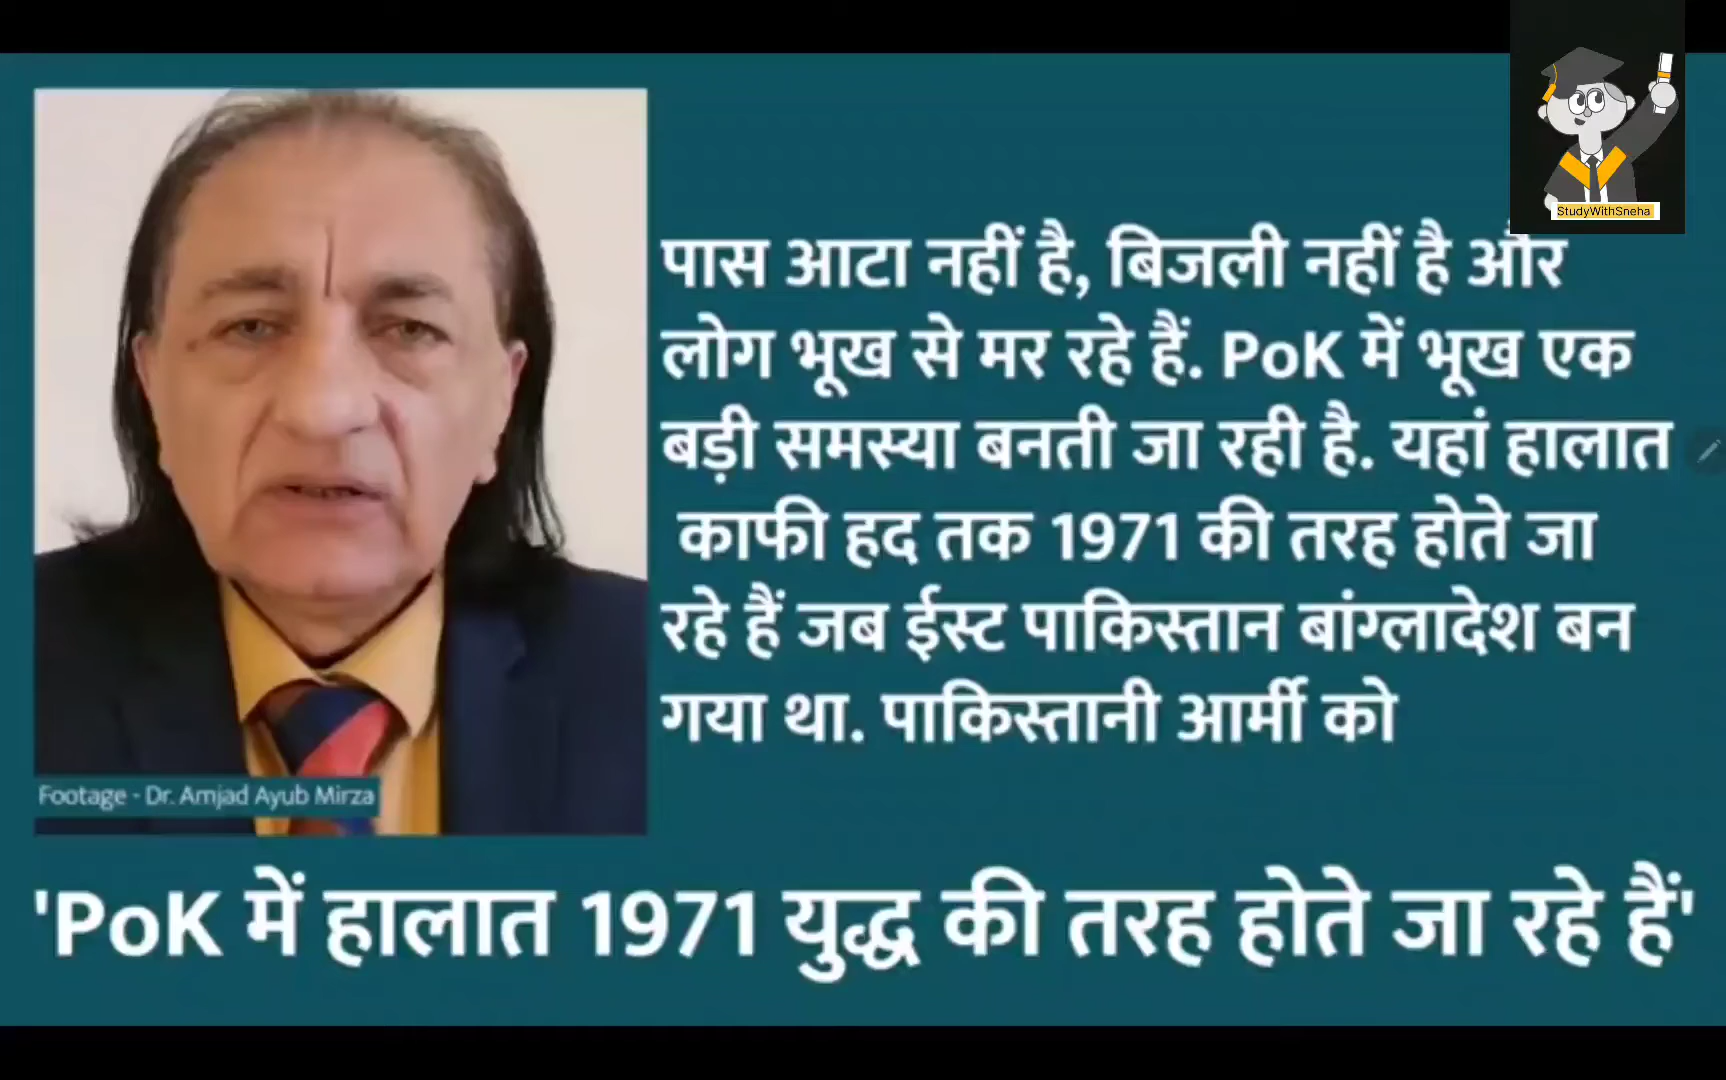 StudyWithSneha
पास आटा नहीं है, बिजली नहीं है और
लोग भूख से मर रहे हैं. PoK में भूख एक
बड़ी समस्या बनती जा रही है. यहां हालात
काफी हद तक 1971 की तरह होते जा
रहे हैं जब ईस्ट पाकिस्तान बांग्लादेश बन
गया था. पाकिस्तानी आर्मी को
Footage - Dr. Amjad Ayub Mirza
'PoK में हालात 1971 युद्ध की तरह होते जा रहे हैं'